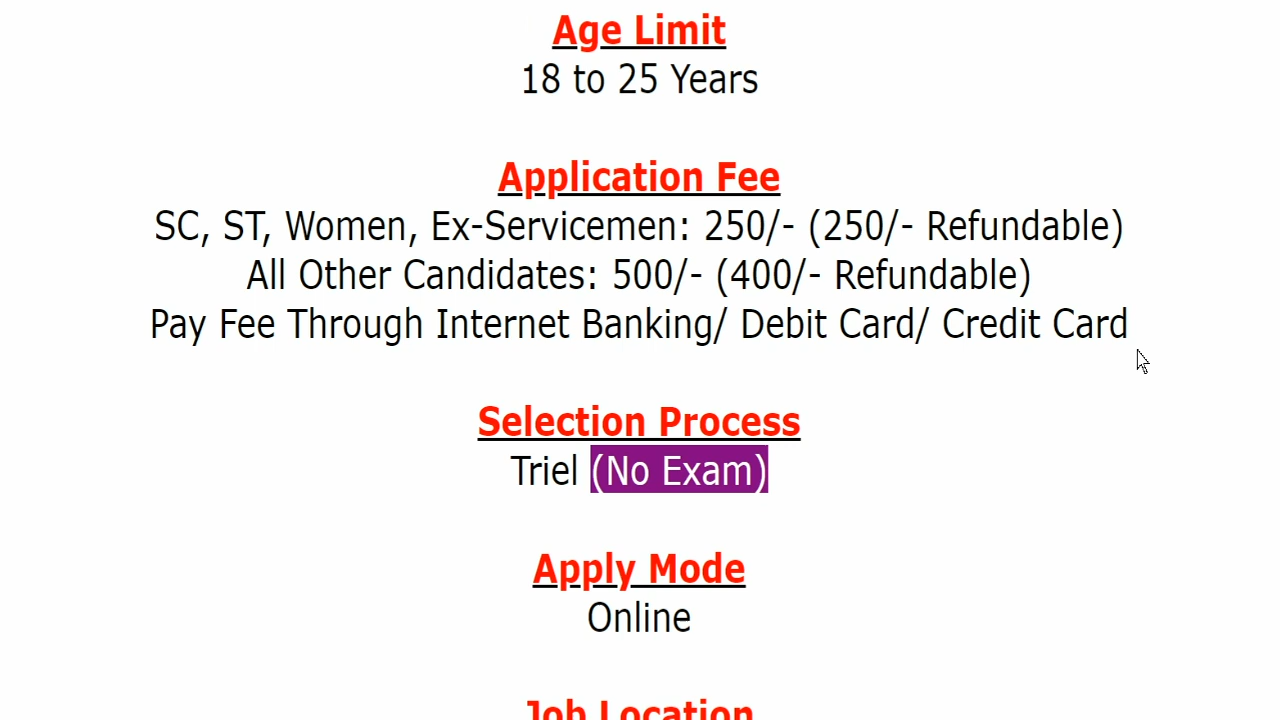 Age Limit
18 to 25 Years
Application Fee
SC, ST, Women, Ex-Servicemen: 250/- (250/- Refundable)
All Other Candidates: 500/- (400/- Refundable)
Pay Fee Through Internet Banking/ Debit Card/ Credit Card
Selection Process
Triel (No Exam)
Apply Mode
Online
Job Location